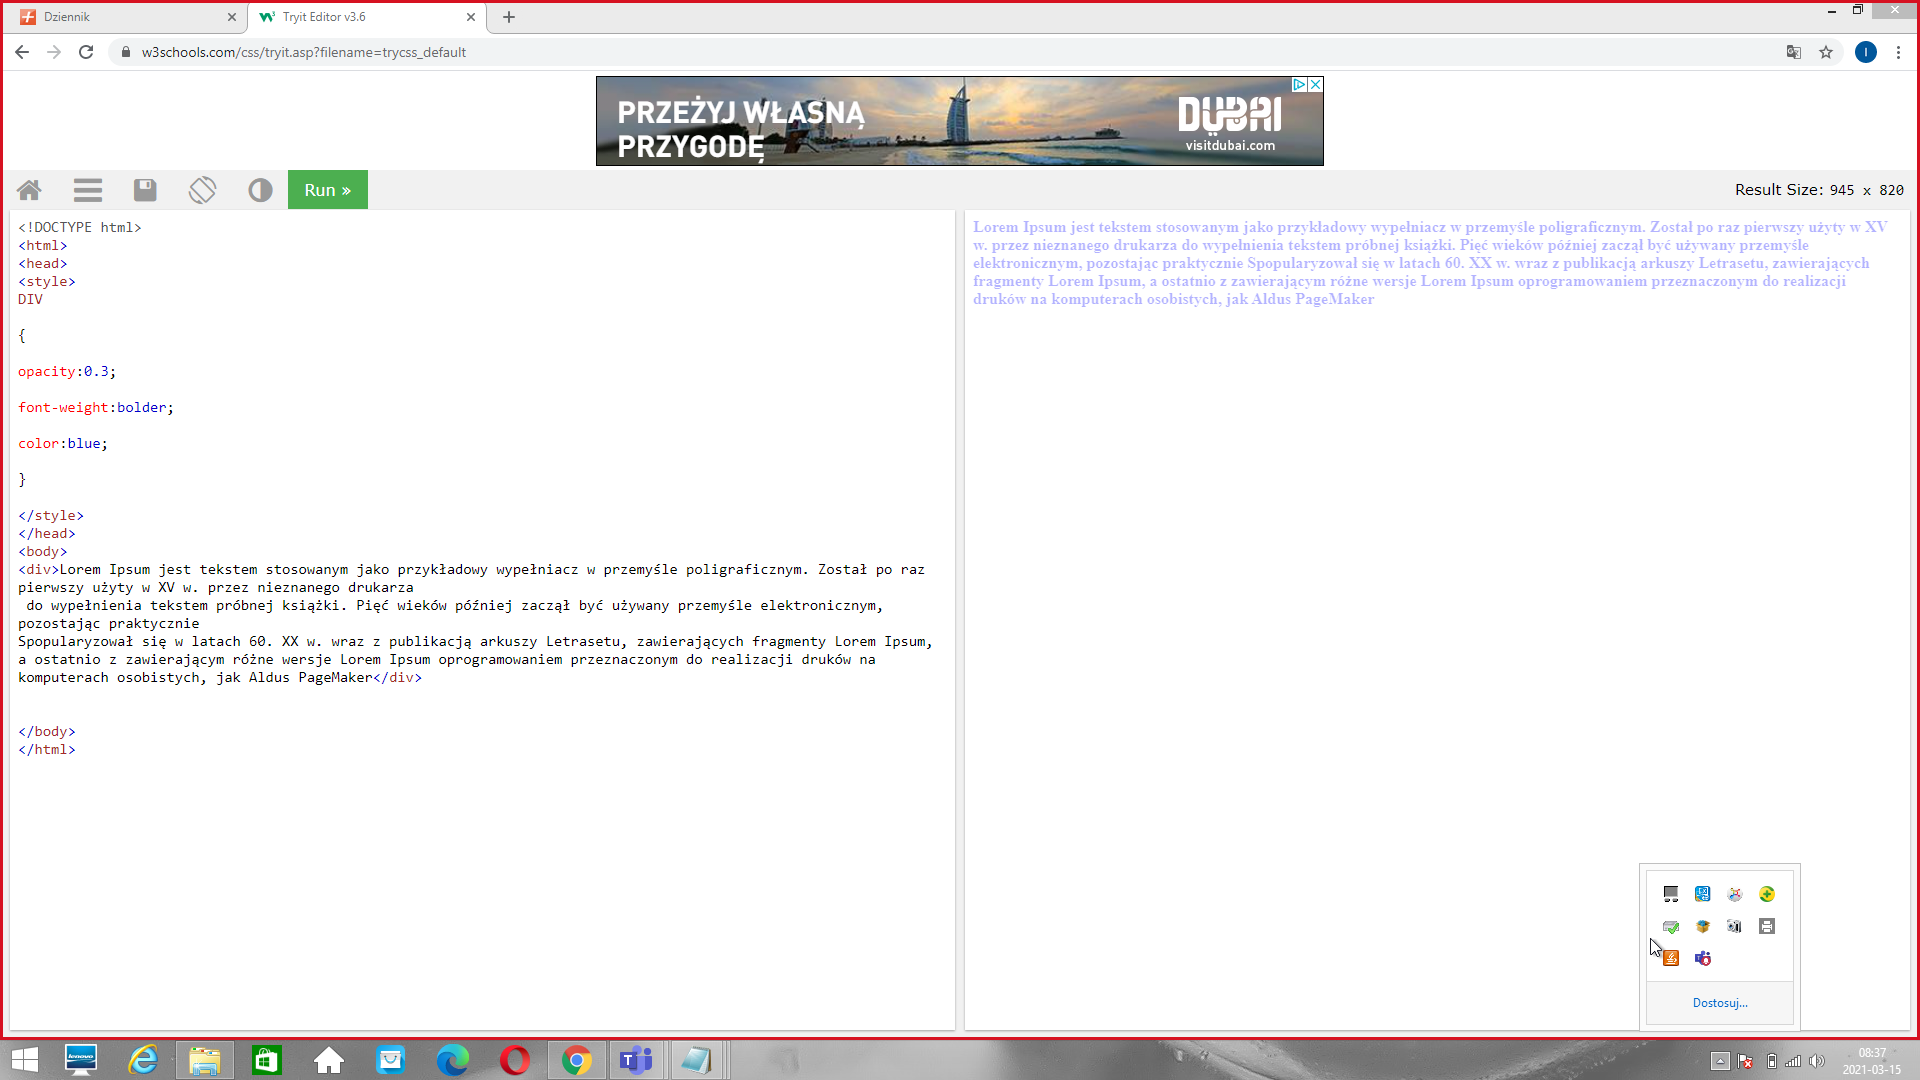 Dziennik
Tryit Editor v3.6
w3schools.com/css/tryit.asp?filename=trycss_default
PRZEŻYJ WŁASNĄ
PRZYGODĘ
DUBAI
visitdubai.com
Run »
Result Size: 945 x 820
<!DOCTYPE html>
<html>
<head>
<style>
DIV
{
opacity:0.3;
font-weight:bolder;
color:blue;
}
</style>
</head>
<body>
<div>Lorem Ipsum jest tekstem stosowanym jako przykładowy wypełniacz w przemyśle poligraficznym. Został po raz
pierwszy użyty w XV w. przez nieznanego drukarza
do wypełnienia tekstem próbnej książki. Pięć wieków później zaczął być używany przemyśle elektronicznym,
pozostając praktycznie
Spopularyzował się w latach 60. XX w. wraz z publikacją arkuszy Letrasetu, zawierających fragmenty Lorem Ipsum,
a ostatnio z zawierającym różne wersje Lorem Ipsum oprogramowaniem przeznaczonym do realizacji druków na
komputerach osobistych, jak Aldus PageMaker</div>
</body>
</html>
Lorem Ipsum jest tekstem stosowanym jako przykładowy wypełniacz w przemyśle poligraficznym. Został po raz pierwszy użyty w XV
w. przez nieznanego drukarza do wypełnienia tekstem próbnej książki. Pięć wieków później zaczął być używany przemyśle
elektronicznym, pozostając praktycznie Spopularyzował się w latach 60. XX w. wraz z publikacją arkuszy Letrasetu, zawierających
fragmenty Lorem Ipsum, a ostatnio z zawierającym różne wersje Lorem Ipsum oprogramowaniem przeznaczonym do realizacji
druków na komputerach osobistych, jak Aldus PageMaker
Dostosuj...
lenovo
08:37
2021-03-15